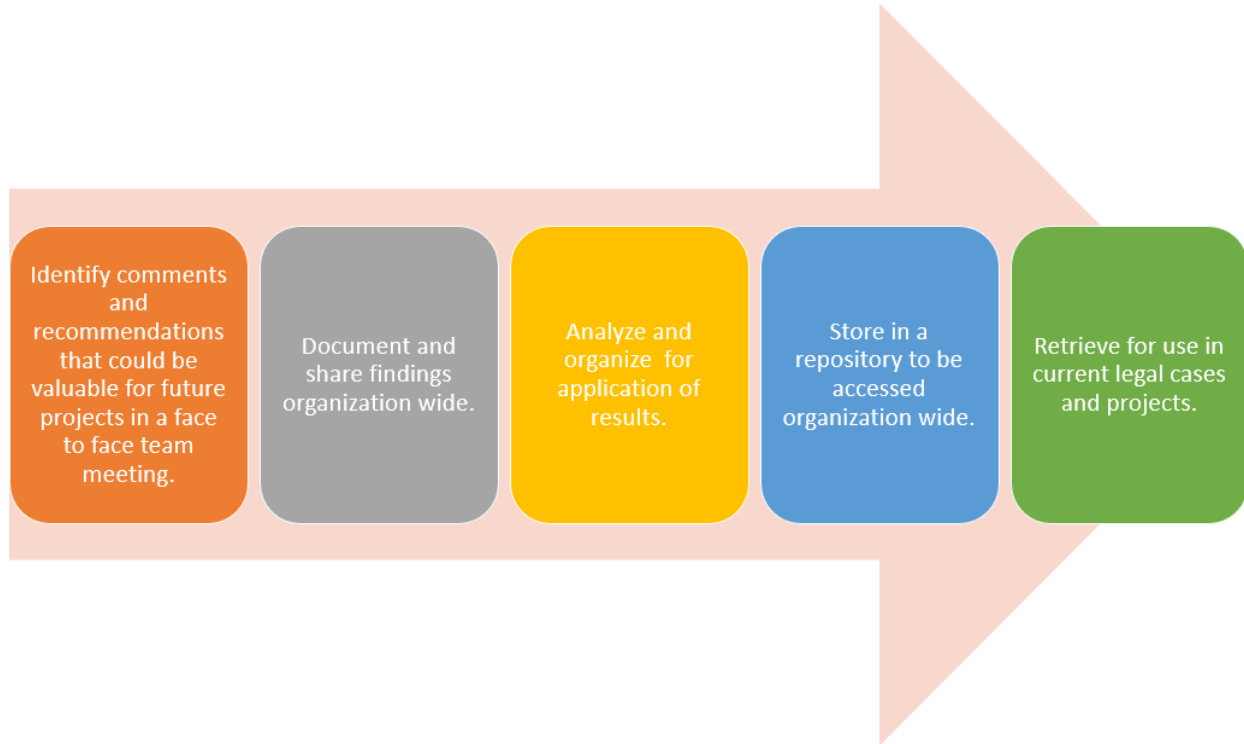 Identify comments
and
recommendations
that could be
valuable for future
projects in a face
to face team
meeting.
Document and
share findings
organization wide.
Analyze and
organize  for
application of
results.
Store in a
repository to be
accessed
organization wide.
Retrieve for use in
current legal cases
and projects.